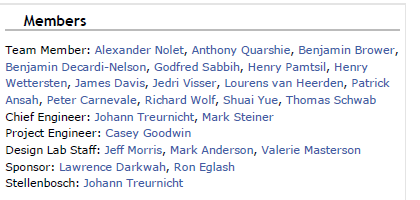 Members
Team Member: Alexander Nolet, Anthony Quarshie, Benjamin Brower,
Benjamin Decardi-Nelson, Godfred Sabbih, Henry Pamtsil, Henry
Wettersten, James Davis, Jedri Visser, Lourens van Heerden, Patrick
Ansah, Peter Carnevale, Richard Wolf, Shuai Yue, Thomas Schwab
Chief Engineer: Johann Treurnicht, Mark Steiner
Project Engineer: Casey Goodwin
Design Lab Staff: Jeff Morris, Mark Anderson, Valerie Masterson
Sponsor: Lawrence Darkwah, Ron Eglash
Stellenbosch: Johann Treurnicht